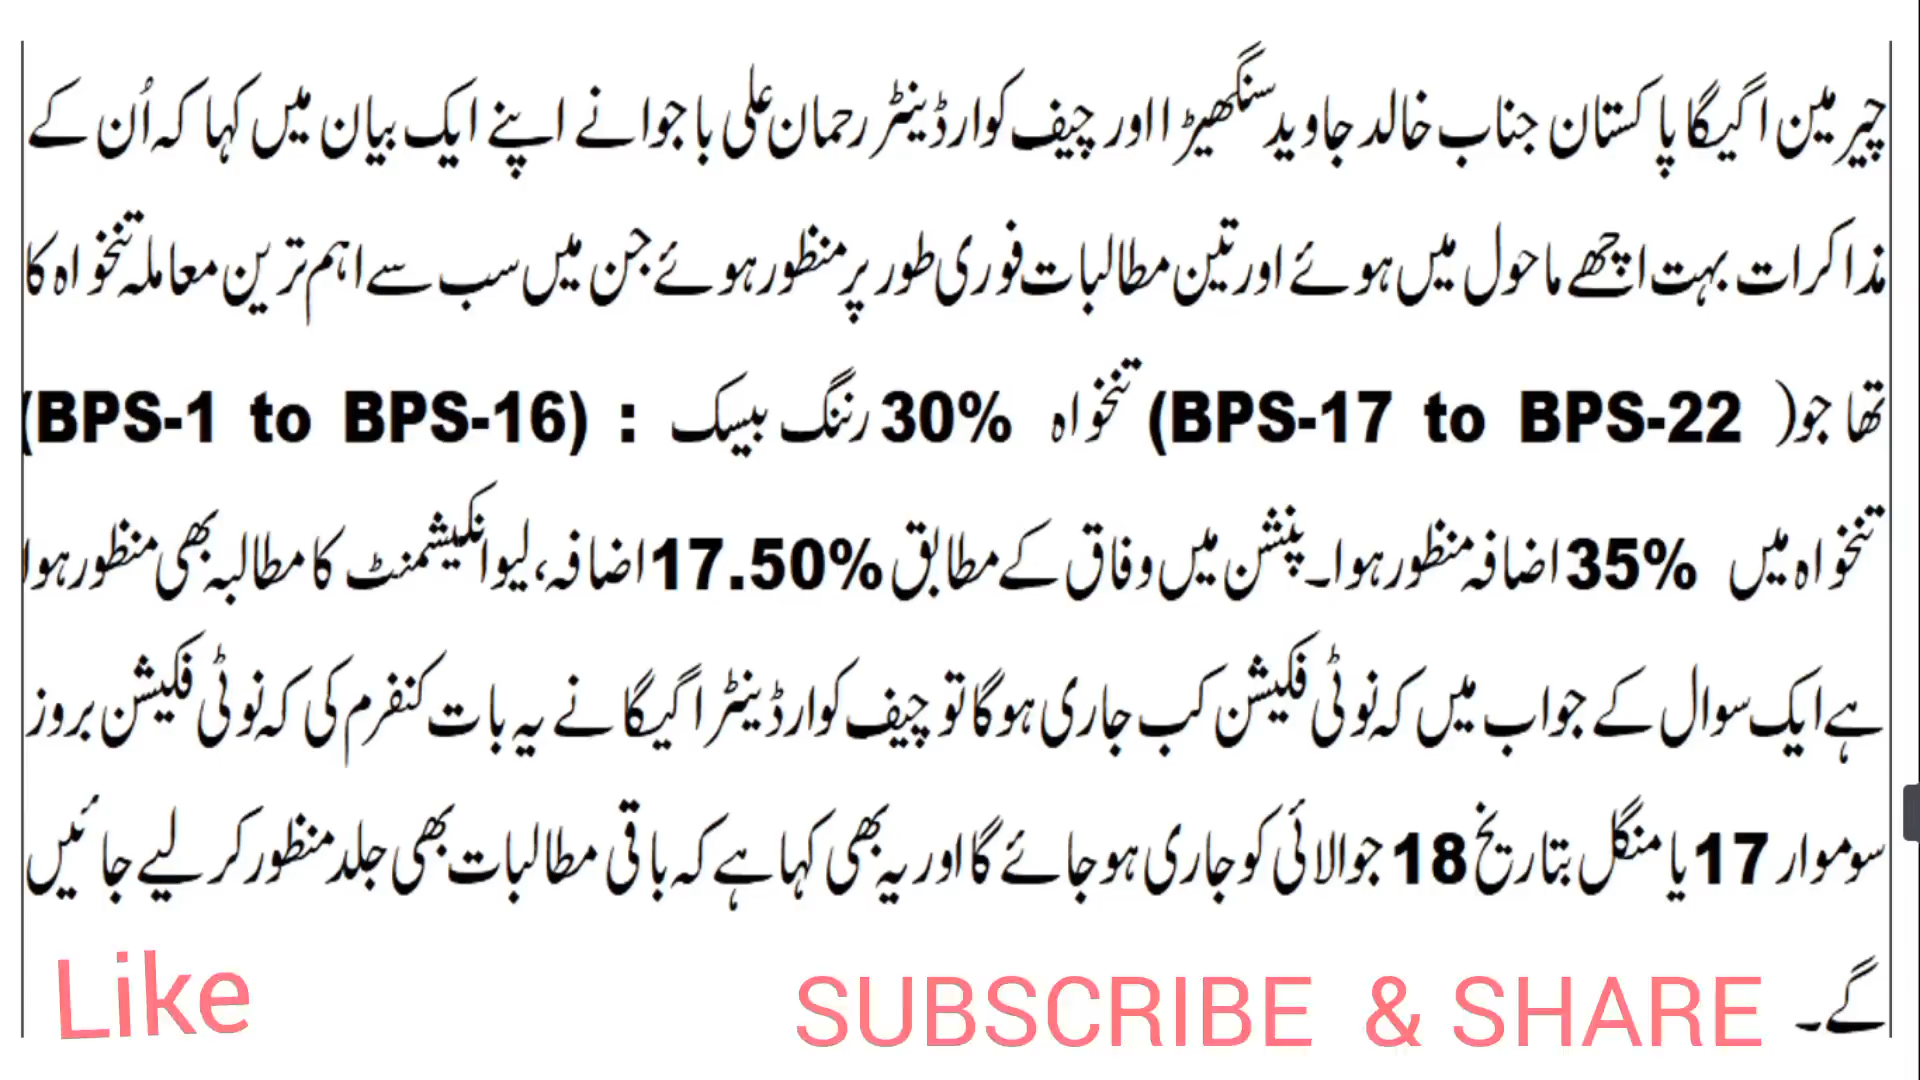 چیرمین اگیگا پاکستان جناب خالد جاوید سنگھیڑ ااور چیف کوارڈینٹر رحمان علی باجوا نے اپنے ایک بیان میں کہا کہ اُن کے
مذاکرات بہت اچھے ماحول میں ہوئے اور تین مطالبات فوری طور پر منظور ہوئے جن میں سب سے اہم ترین معاملہ تنخواہ کا
تھا جو( BPS-17 to BPS-22) تنخواہ 30% رننگ بیسک : (BPS-1 to BPS-16)
تنخواہ میں 35% اضافہ منظور ہوا۔ پنشن میں وفاق کے مطابق 17.50% اضافہ، لیوانکیشمنٹ کا مطالبہ بھی منظور ہوا
ہے ایک سوال کے جواب میں کہ نوٹی فکیشن کب جاری ہوگا تو چیف کوارڈینٹر اگیگا نے یہ بات کنفرم کی کہ نوٹی فکیشن بروز
سوموار 17 یا منگل بتاریخ 18 جوالائی کو جاری ہو جائے گا اور یہ بھی کہا ہے کہ باقی مطالبات بھی جلد منظور کر لیے جائیں
گے۔
Like SUBSCRIBE & SHARE